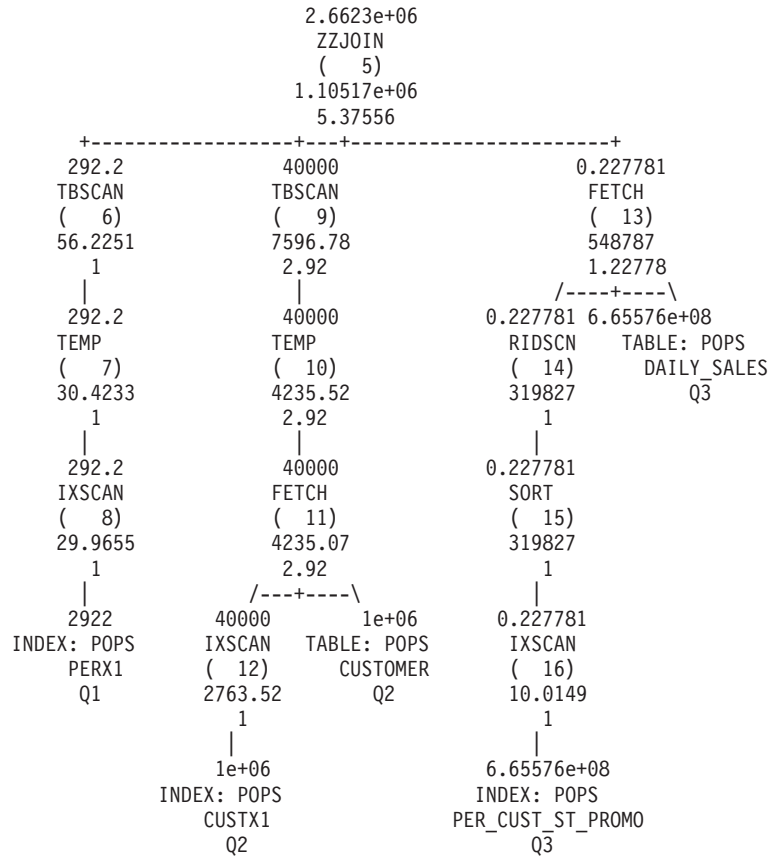 2.6623e+06
ZZJOIN
( 5)
1.10517e+06
5.37556
+------------------+---+-----------------------+
292.2 40000 0.227781
TBSCAN TBSCAN FETCH
( 6) ( 9) ( 13)
56.2251 7596.78 548787
1 2.92 1.22778
| | /----+----\
292.2 40000 0.227781 6.65576e+08
TEMP TEMP RIDSCN TABLE: POPS
( 7) ( 10) ( 14) DAILY_SALES
30.4233 4235.52 319827 Q3
1 2.92 1
| | |
292.2 40000 0.227781
IXSCAN FETCH SORT
( 8) ( 11) ( 15)
29.9655 4235.07 319827
1 2.92 1
| /---+----\ |
2922 40000 1e+06 0.227781
INDEX: POPS IXSCAN TABLE: POPS IXSCAN
PERX1 ( 12) CUSTOMER ( 16)
Q1 2763.52 Q2 10.0149
1 1
| |
1e+06 6.65576e+08
INDEX: POPS INDEX: POPS
CUSTX1 PER_CUST_ST_PROMO
Q2 Q3